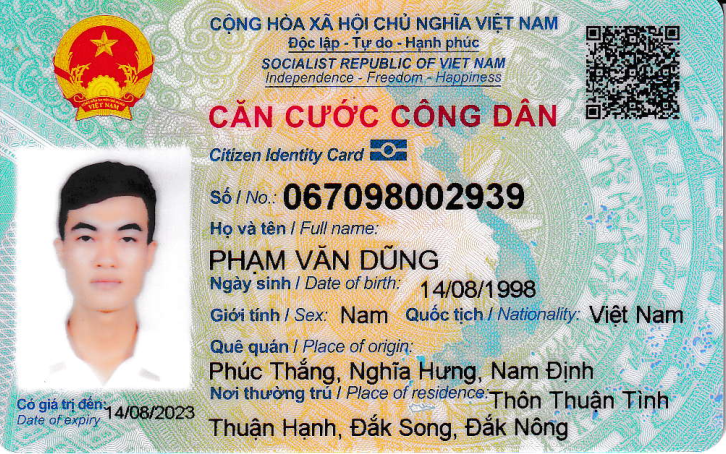 CỘNG HÒA XÃ HỘI CHỦ NGHĨA VIỆT NAM
Độc lập - Tự do - Hạnh phúc
SOCIALIST REPUBLIC OF VIET NAM
Independence - Freedom - Happiness
VIỆT NAM
CĂN CƯỚC CÔNG DÂN
Citizen Identity Card
Số / No.: 067098002939
Họ và tên / Full name:
PHẠM VĂN DŨNG
Ngày sinh / Date of birth: 14/08/1998
Giới tính / Sex: Nam Quốc tịch / Nationality: Việt Nam
Quê quán / Place of origin:
Phúc Thắng, Nghĩa Hưng, Nam Định
Nơi thường trú / Place of residence: Thôn Thuận Tình
Thuận Hạnh, Đắk Song, Đắk Nông
Có giá trị đến: 14/08/2023
Date of expiry